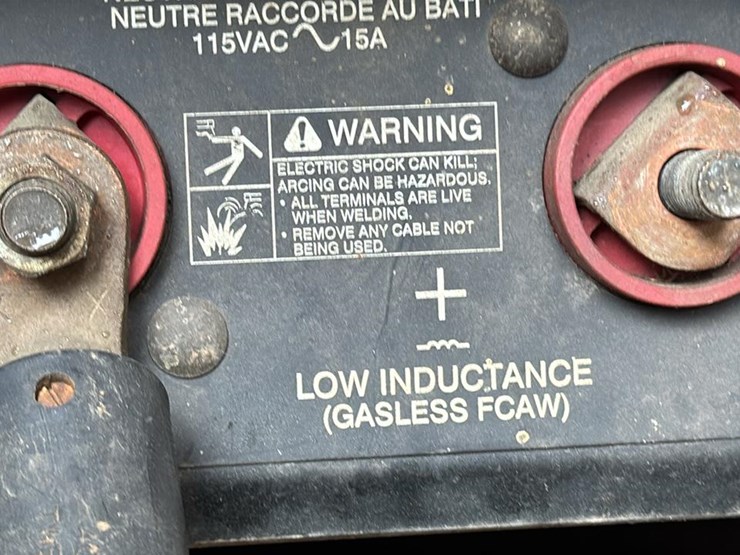 NEUTRE RACCORDÉ AU BATI
115VAC 15A
WARNING
ELECTRIC SHOCK CAN KILL;
ARCING CAN BE HAZARDOUS.
• ALL TERMINALS ARE LIVE
WHEN WELDING.
• REMOVE ANY CABLE NOT
BEING USED.
+
LOW INDUCTANCE
(GASLESS FCAW)